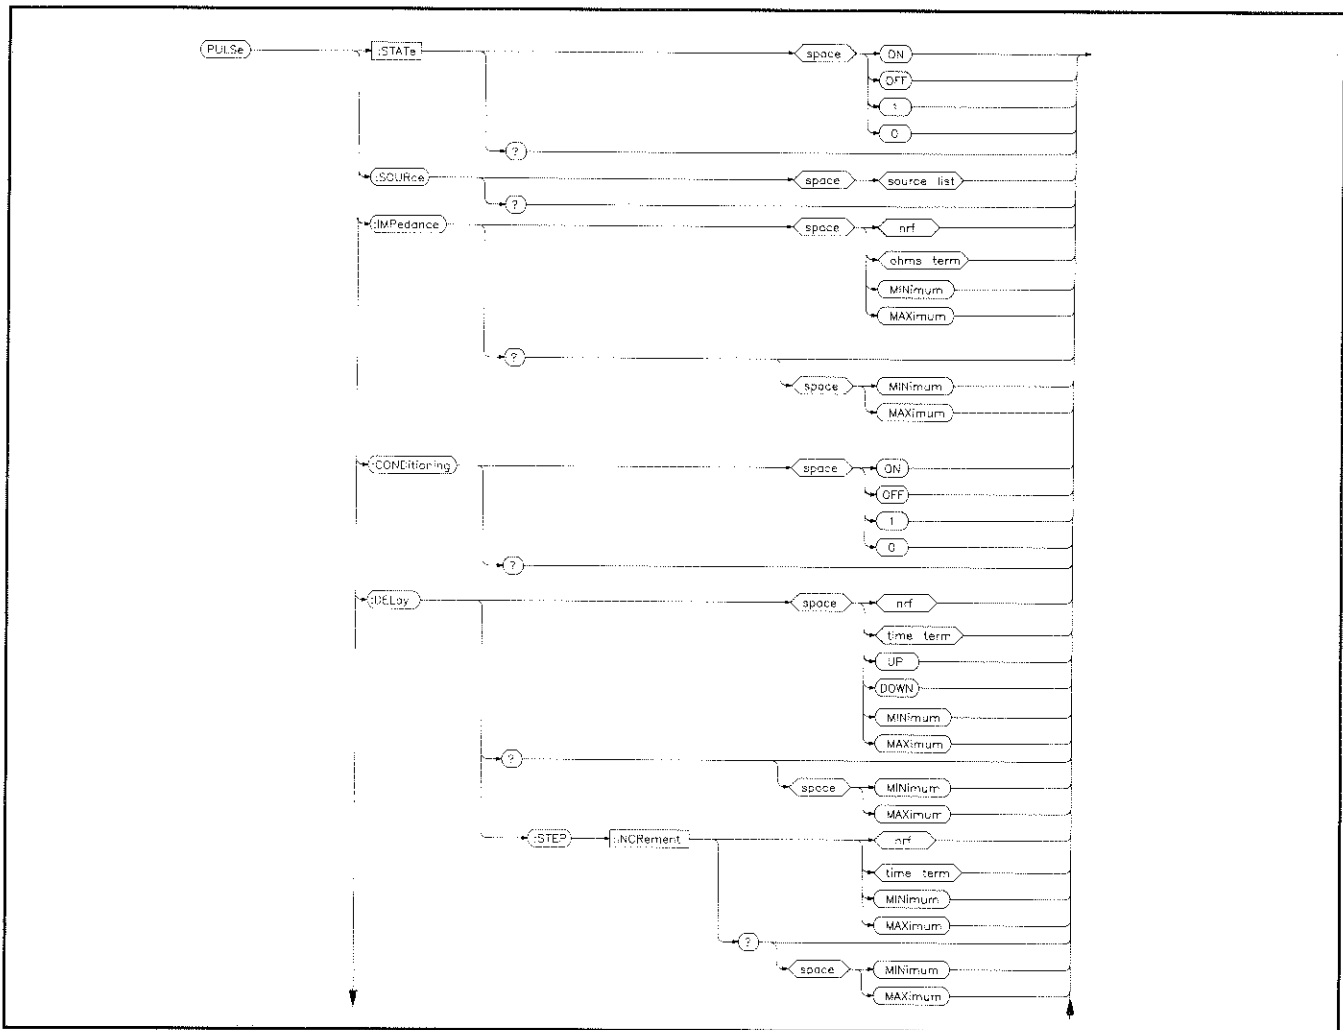 PULSe :STATe space ON
OFF
1
0
?
:SOURce space source list
?
:IMPedance space nrf
ohms term
MINimum
MAXimum
?
space MINimum
MAXimum
:CONDitioning space ON
OFF
1
0
?
:DELay space nrf
time term
UP
DOWN
MINimum
MAXimum
?
space MINimum
MAXimum
:STEP :INCRement nrf
time term
MINimum
MAXimum
?
space MINimum
MAXimum